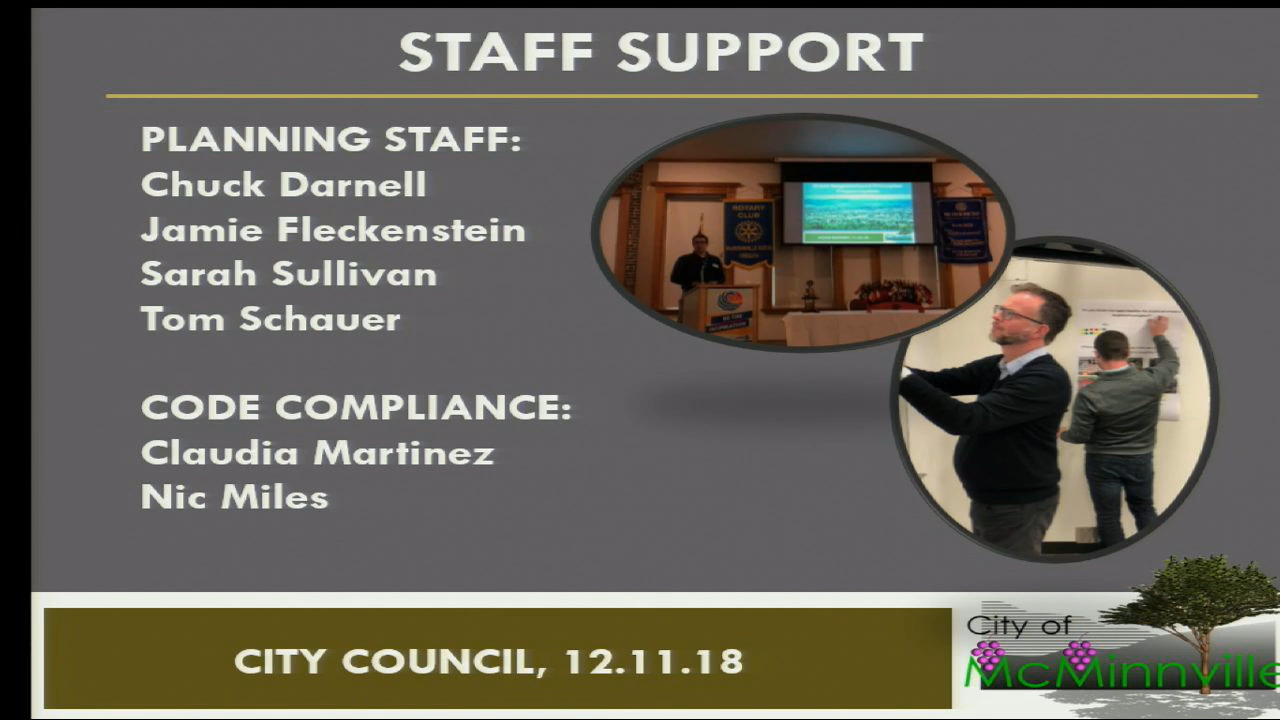 STAFF SUPPORT
PLANNING STAFF:
Chuck Darnell
Jamie Fleckenstein
Sarah Sullivan
Tom Schauer
CODE COMPLIANCE:
Claudia Martinez
Nic Miles
ROTARY
CLUB
CITY COUNCIL, 12.11.18
City of
McMinnville